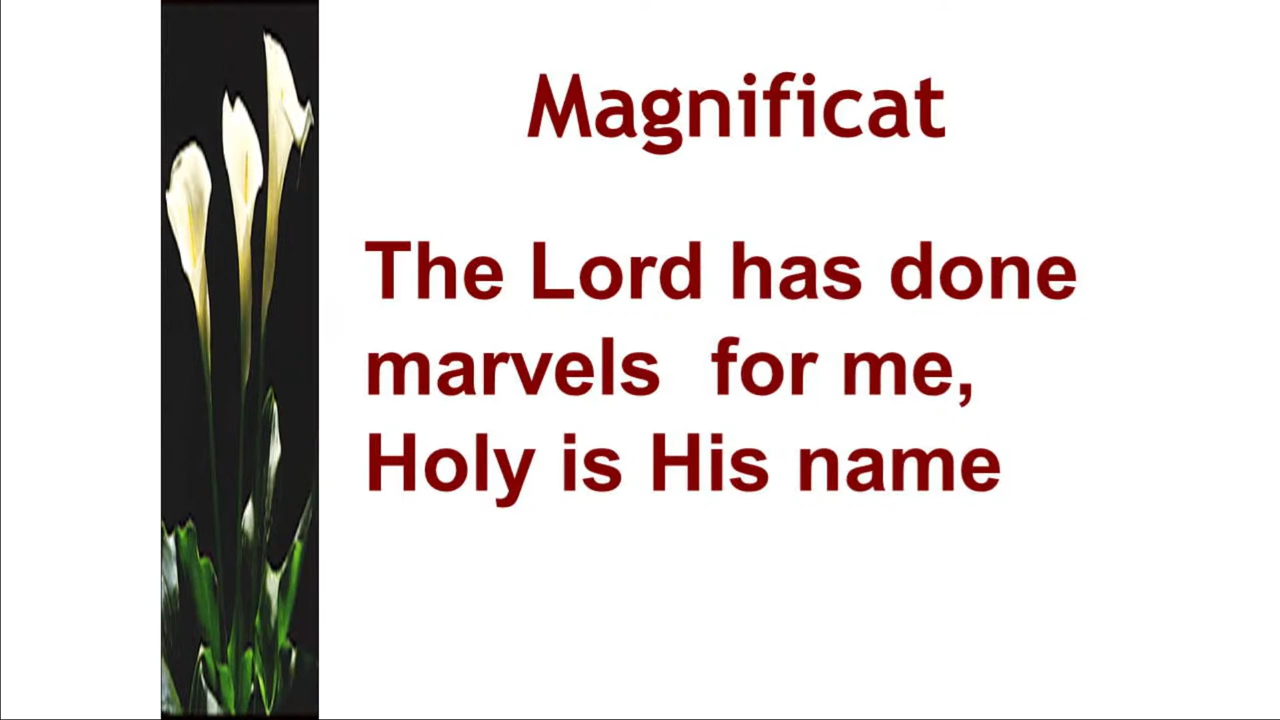 Magnificat
The Lord has done
marvels for me,
Holy is His name